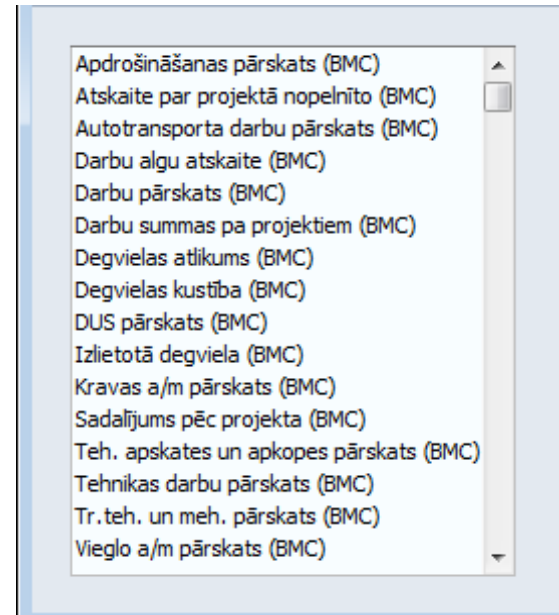 Apdrošināšanas pārskats (BMC)
Atskaite par projektā nopelnīto (BMC)
Autotransporta darbu pārskats (BMC)
Darbu algu atskaite (BMC)
Darbu pārskats (BMC)
Darbu summas pa projektiem (BMC)
Degvielas atlikums (BMC)
Degvielas kustība (BMC)
DUS pārskats (BMC)
Izlietotā degviela (BMC)
Kravas a/m pārskats (BMC)
Sadalījums pēc projekta (BMC)
Teh. apskates un apkopes pārskats (BMC)
Tehnikas darbu pārskats (BMC)
Tr.teh. un meh. pārskats (BMC)
Vieglo a/m pārskats (BMC)